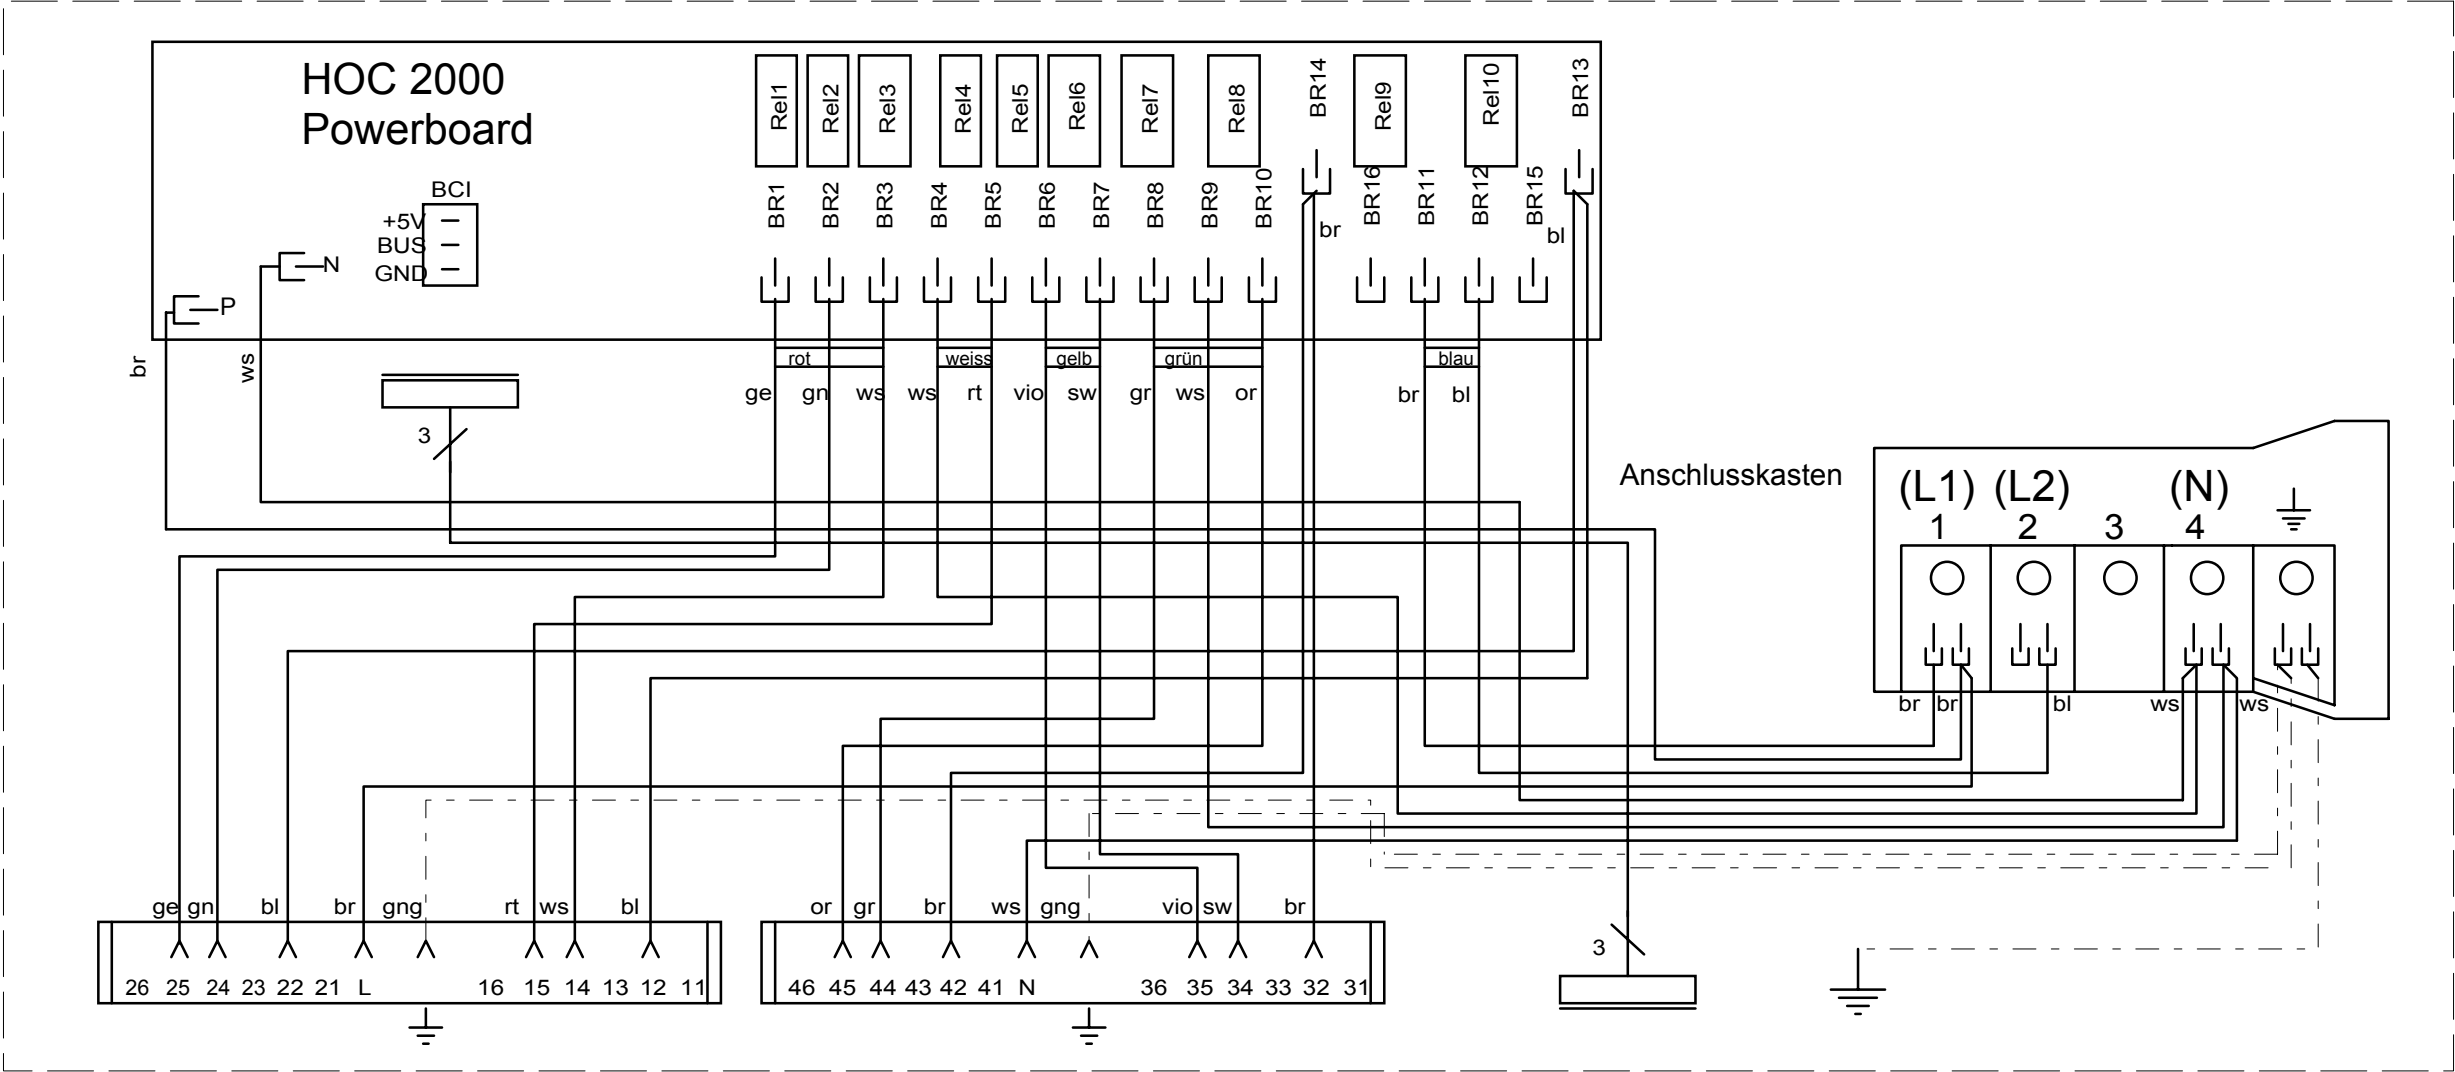 HOC 2000
Powerboard
Rel1 Rel2 Rel3 Rel4 Rel5 Rel6 Rel7 Rel8 BR14 Rel9 Rel10 BR13
BR1 BR2 BR3 BR4 BR5 BR6 BR7 BR8 BR9 BR10 BR16 BR11 BR12 BR15
BCI
+5V
BUS
GND
N
P
br bl
br ws
rot weiss gelb grün blau
ge gn ws ws rt vio sw gr ws or br bl
3
Anschlusskasten
(L1) (L2) (N)
1 2 3 4
br br bl ws ws
ge gn bl br gng rt ws bl
or gr br ws gng vio sw br
3
26 25 24 23 22 21 L 16 15 14 13 12 11
46 45 44 43 42 41 N 36 35 34 33 32 31